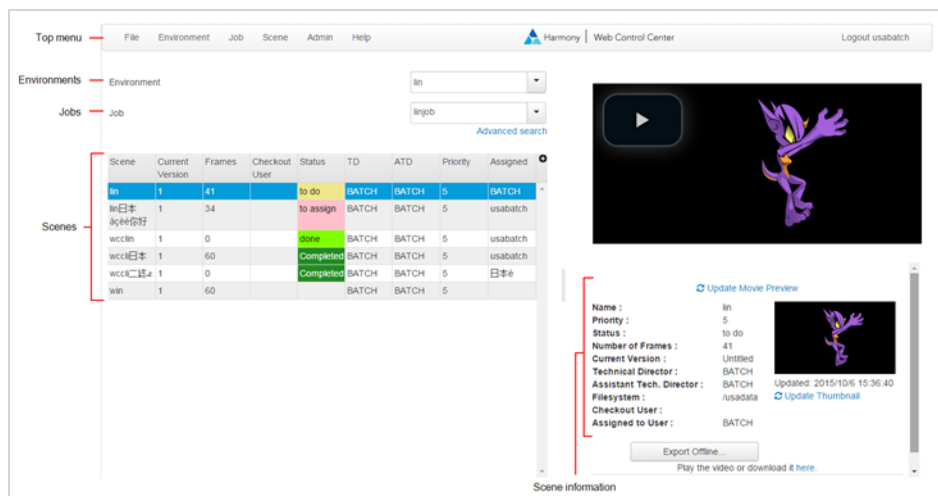 Top menu
File Environment Job Scene Admin Help
Harmony | Web Control Center
Logout usabatch
Environments
Environment
lin
Jobs
Job
linjob
Advanced search
Scenes
Scene Current Version Frames Checkout User Status TD ATD Priority Assigned
lin 1 41 to do BATCH BATCH 5 BATCH
lin日本 áçèé你好 1 34 to assign BATCH BATCH 5 usabatch
wcclin 1 0 done BATCH BATCH 5 usabatch
wccli日本 1 60 Completed BATCH BATCH 5 usabatch
1 0 Completed BATCH BATCH 5 日本é
win 1 60 BATCH BATCH 5
Update Movie Preview
Name : lin
Priority : 5
Status : to do
Number of Frames : 41
Current Version : Untitled
Technical Director : BATCH
Assistant Tech. Director : BATCH
Filesystem : /usadata
Checkout User :
Assigned to User : BATCH
Updated: 2015/10/6 15:36:40
Update Thumbnail
Export Offline...
Play the video or download it here.
Scene information